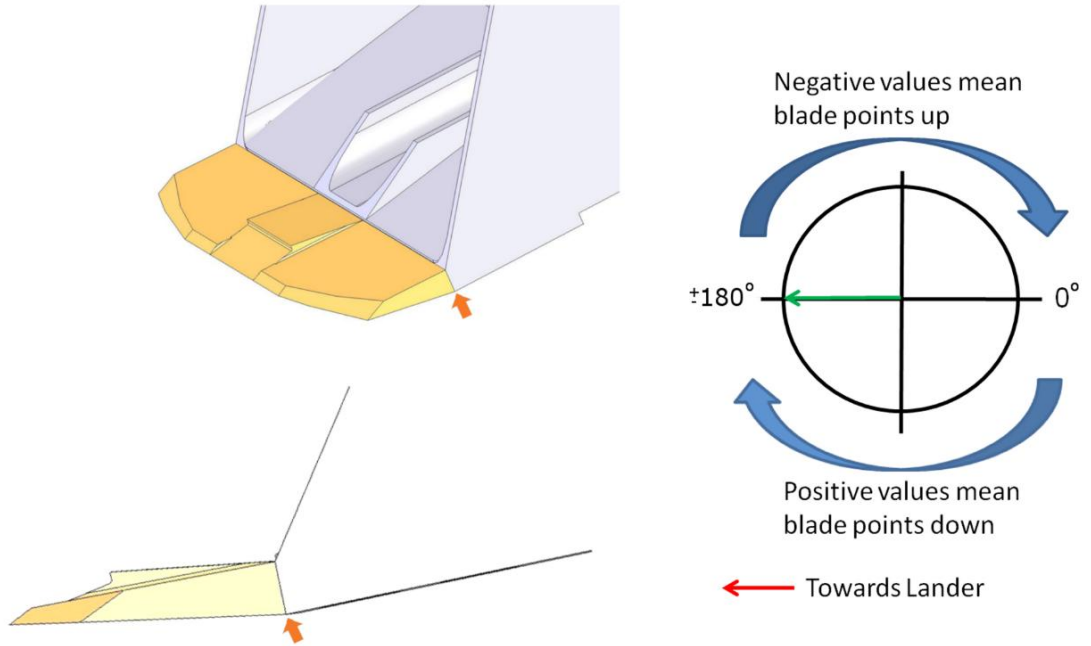 Negative values mean
blade points up
±180°
0°
Positive values mean
blade points down
Towards Lander